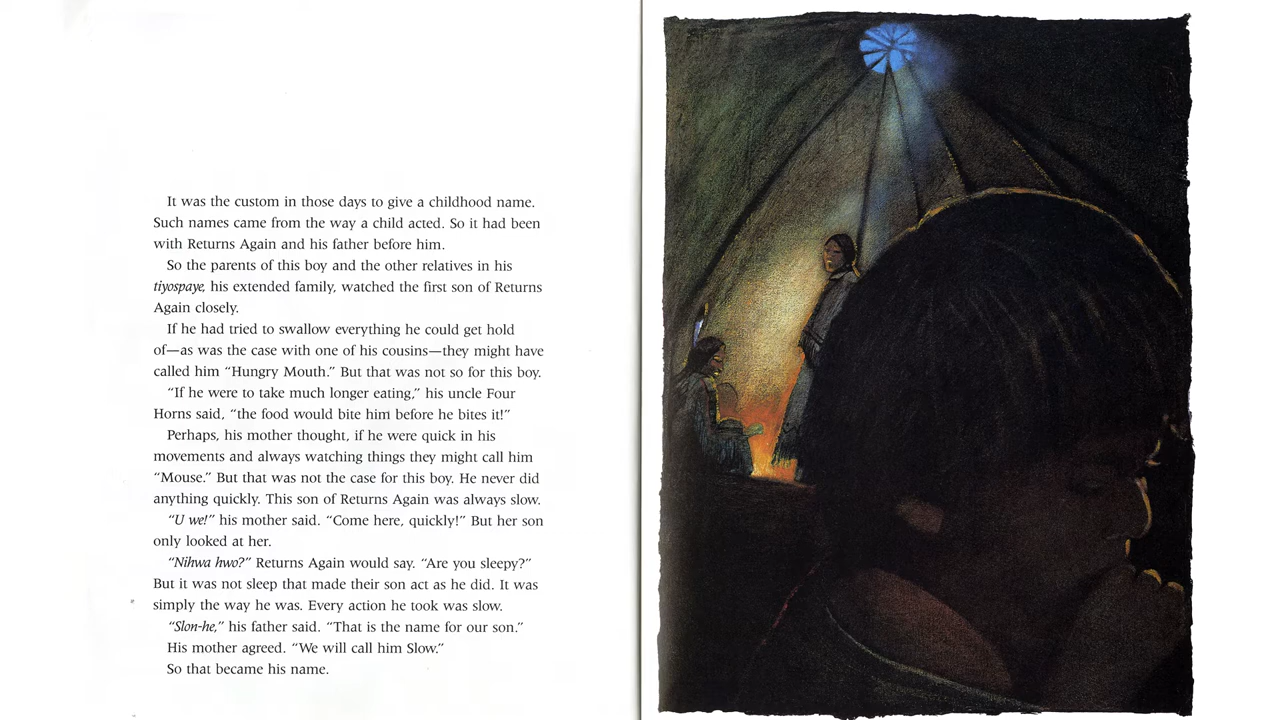 It was the custom in those days to give a childhood name.
Such names came from the way a child acted. So it had been
with Returns Again and his father before him.
So the parents of this boy and the other relatives in his
tiyospaye, his extended family, watched the first son of Returns
Again closely.
If he had tried to swallow everything he could get hold
of—as was the case with one of his cousins—they might have
called him “Hungry Mouth.” But that was not so for this boy.
“If he were to take much longer eating,” his uncle Four
Horns said, “the food would bite him before he bites it!”
Perhaps, his mother thought, if he were quick in his
movements and always watching things they might call him
“Mouse.” But that was not the case for this boy. He never did
anything quickly. This son of Returns Again was always slow.
“U we!” his mother said. “Come here, quickly!” But her son
only looked at her.
“Nihwa hwo?” Returns Again would say. “Are you sleepy?”
But it was not sleep that made their son act as he did. It was
simply the way he was. Every action he took was slow.
“Slon-he,” his father said. “That is the name for our son.”
His mother agreed. “We will call him Slow.”
So that became his name.